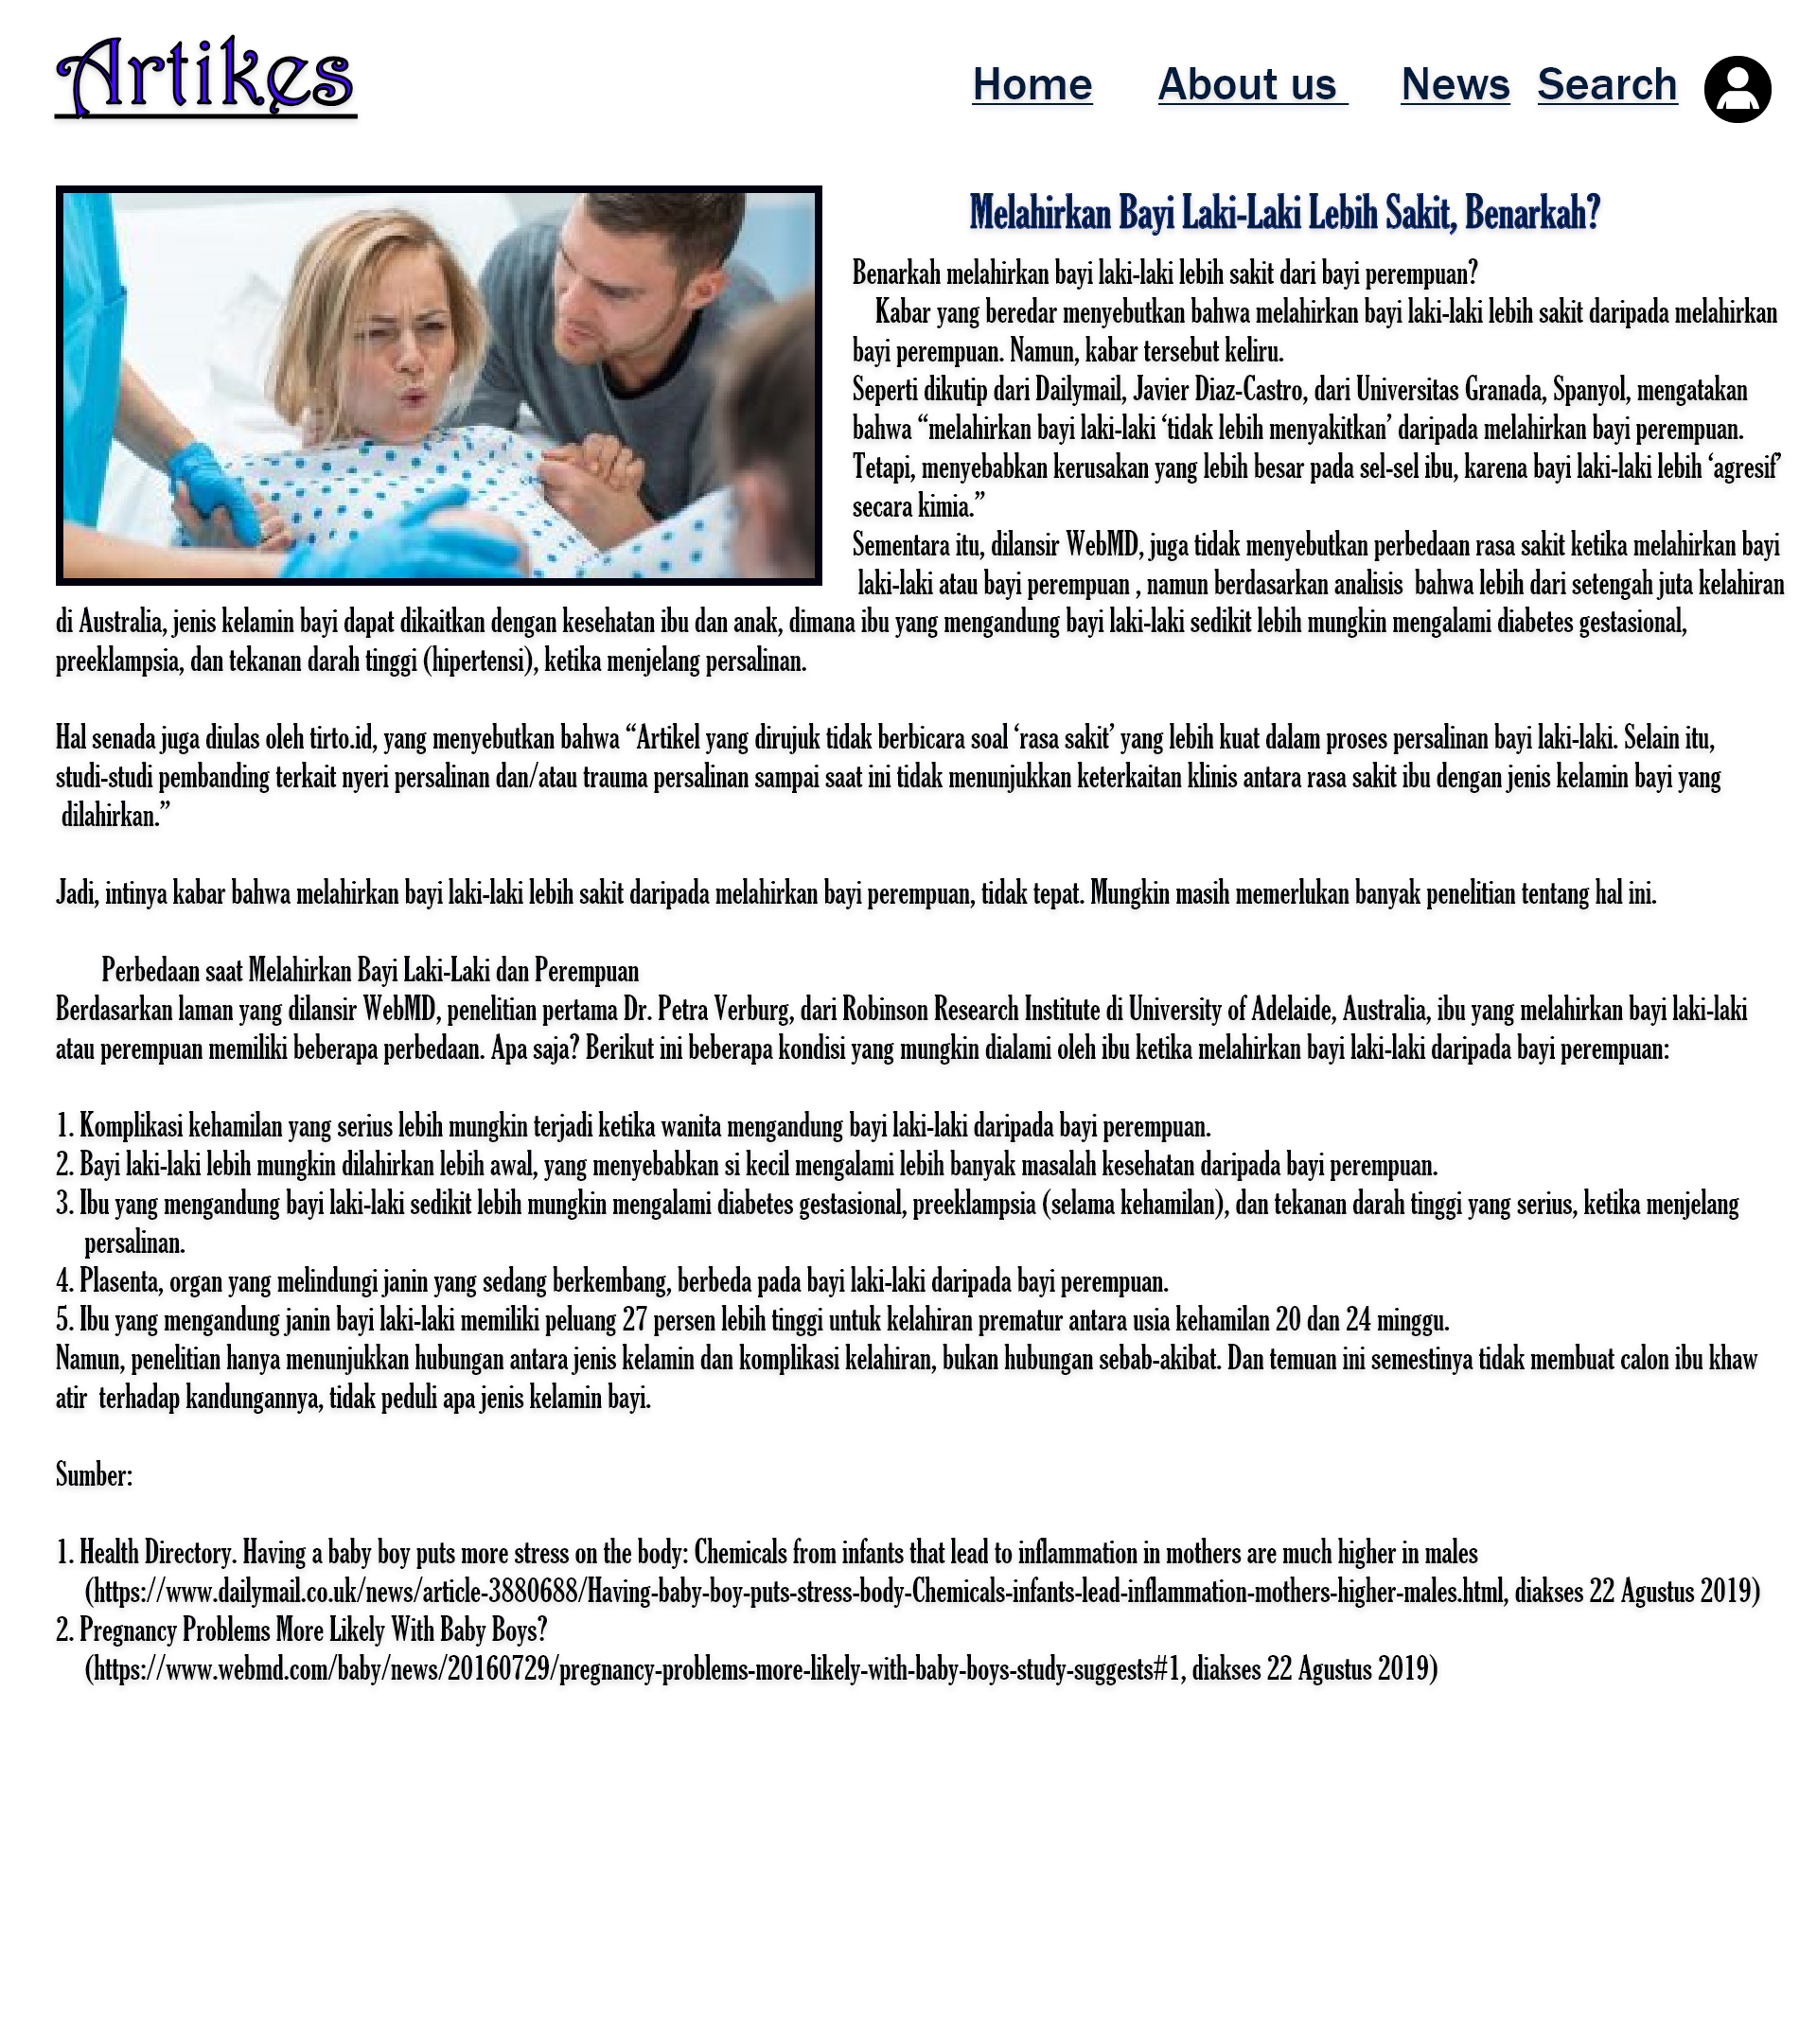 Artikes
Home About us News Search
Melahirkan Bayi Laki-Laki Lebih Sakit, Benarkah?
Benarkah melahirkan bayi laki-laki lebih sakit dari bayi perempuan?
Kabar yang beredar menyebutkan bahwa melahirkan bayi laki-laki lebih sakit daripada melahirkan
bayi perempuan. Namun, kabar tersebut keliru.
Seperti dikutip dari Dailymail, Javier Diaz-Castro, dari Universitas Granada, Spanyol, mengatakan
bahwa “melahirkan bayi laki-laki ‘tidak lebih menyakitkan’ daripada melahirkan bayi perempuan.
Tetapi, menyebabkan kerusakan yang lebih besar pada sel-sel ibu, karena bayi laki-laki lebih ‘agresif’
secara kimia.”
Sementara itu, dilansir WebMD, juga tidak menyebutkan perbedaan rasa sakit ketika melahirkan bayi
laki-laki atau bayi perempuan , namun berdasarkan analisis bahwa lebih dari setengah juta kelahiran
di Australia, jenis kelamin bayi dapat dikaitkan dengan kesehatan ibu dan anak, dimana ibu yang mengandung bayi laki-laki sedikit lebih mungkin mengalami diabetes gestasional,
preeklampsia, dan tekanan darah tinggi (hipertensi), ketika menjelang persalinan.
Hal senada juga diulas oleh tirto.id, yang menyebutkan bahwa “Artikel yang dirujuk tidak berbicara soal ‘rasa sakit’ yang lebih kuat dalam proses persalinan bayi laki-laki. Selain itu,
studi-studi pembanding terkait nyeri persalinan dan/atau trauma persalinan sampai saat ini tidak menunjukkan keterkaitan klinis antara rasa sakit ibu dengan jenis kelamin bayi yang
dilahirkan.”
Jadi, intinya kabar bahwa melahirkan bayi laki-laki lebih sakit daripada melahirkan bayi perempuan, tidak tepat. Mungkin masih memerlukan banyak penelitian tentang hal ini.
Perbedaan saat Melahirkan Bayi Laki-Laki dan Perempuan
Berdasarkan laman yang dilansir WebMD, penelitian pertama Dr. Petra Verburg, dari Robinson Research Institute di University of Adelaide, Australia, ibu yang melahirkan bayi laki-laki
atau perempuan memiliki beberapa perbedaan. Apa saja? Berikut ini beberapa kondisi yang mungkin dialami oleh ibu ketika melahirkan bayi laki-laki daripada bayi perempuan:
1. Komplikasi kehamilan yang serius lebih mungkin terjadi ketika wanita mengandung bayi laki-laki daripada bayi perempuan.
2. Bayi laki-laki lebih mungkin dilahirkan lebih awal, yang menyebabkan si kecil mengalami lebih banyak masalah kesehatan daripada bayi perempuan.
3. Ibu yang mengandung bayi laki-laki sedikit lebih mungkin mengalami diabetes gestasional, preeklampsia (selama kehamilan), dan tekanan darah tinggi yang serius, ketika menjelang
persalinan.
4. Plasenta, organ yang melindungi janin yang sedang berkembang, berbeda pada bayi laki-laki daripada bayi perempuan.
5. Ibu yang mengandung janin bayi laki-laki memiliki peluang 27 persen lebih tinggi untuk kelahiran prematur antara usia kehamilan 20 dan 24 minggu.
Namun, penelitian hanya menunjukkan hubungan antara jenis kelamin dan komplikasi kelahiran, bukan hubungan sebab-akibat. Dan temuan ini semestinya tidak membuat calon ibu khaw
atir terhadap kandungannya, tidak peduli apa jenis kelamin bayi.
Sumber:
1. Health Directory. Having a baby boy puts more stress on the body: Chemicals from infants that lead to inflammation in mothers are much higher in males
(https://www.dailymail.co.uk/news/article-3880688/Having-baby-boy-puts-stress-body-Chemicals-infants-lead-inflammation-mothers-higher-males.html, diakses 22 Agustus 2019)
2. Pregnancy Problems More Likely With Baby Boys?
(https://www.webmd.com/baby/news/20160729/pregnancy-problems-more-likely-with-baby-boys-study-suggests#1, diakses 22 Agustus 2019)